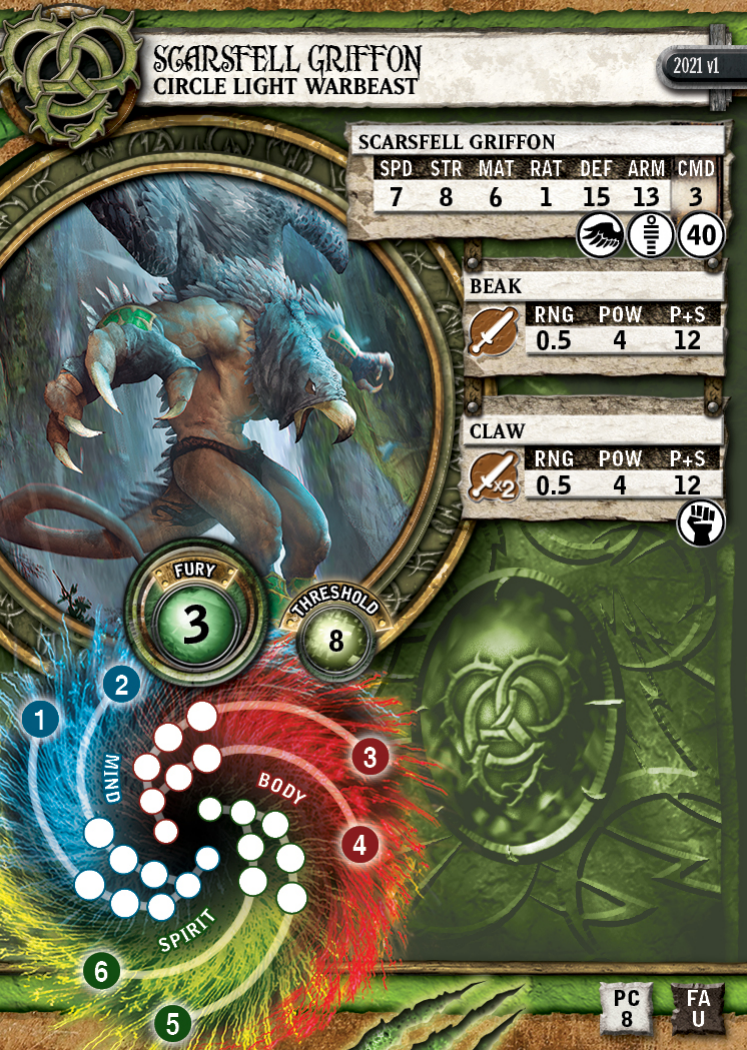 SCARSFELL GRIFFON
CIRCLE LIGHT WARBEAST
2021 v1
SCARSFELL GRIFFON
SPD STR MAT RAT DEF ARM CMD
7 8 6 1 15 13 3
40
BEAK
RNG POW P+S
0.5 4 12
CLAW
x2
RNG POW P+S
0.5 4 12
FURY
3
THRESHOLD
8
1
2
MIND
3
BODY
4
SPIRIT
6
5
PC
8
FA
U